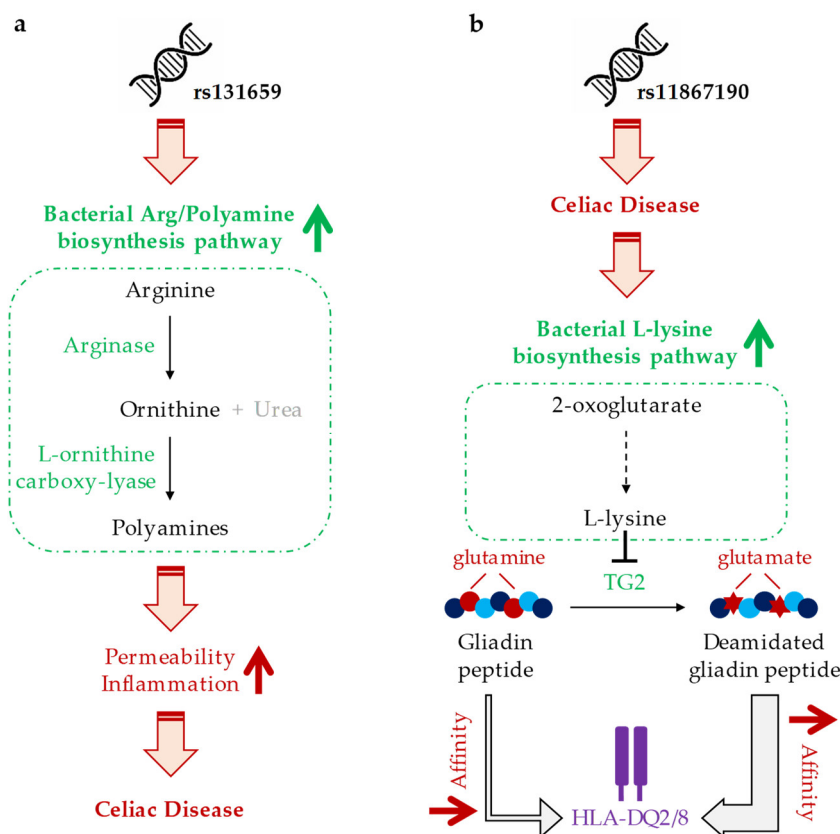 a
rs131659
Bacterial Arg/Polyamine
biosynthesis pathway
Arginine
Arginase
Ornithine + Urea
L-ornithine
carboxy-lyase
Polyamines
Permeability
Inflammation
Celiac Disease
b
rs11867190
Celiac Disease
Bacterial L-lysine
biosynthesis pathway
2-oxoglutarate
L-lysine
glutamine
TG2
glutamate
Gliadin
peptide
Deamidated
gliadin peptide
Affinity
HLA-DQ2/8
Affinity